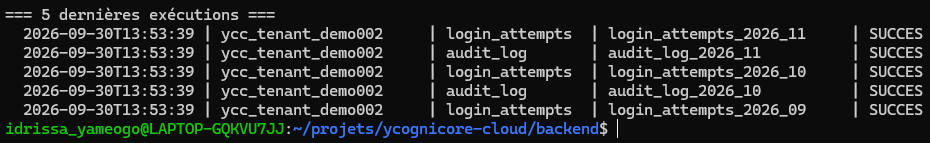 === 5 dernières exécutions ===
2026-09-30T13:53:39 | ycc_tenant_demo002 | login_attempts | login_attempts_2026_11 | SUCCES
2026-09-30T13:53:39 | ycc_tenant_demo002 | audit_log | audit_log_2026_11 | SUCCES
2026-09-30T13:53:39 | ycc_tenant_demo002 | login_attempts | login_attempts_2026_10 | SUCCES
2026-09-30T13:53:39 | ycc_tenant_demo002 | audit_log | audit_log_2026_10 | SUCCES
2026-09-30T13:53:39 | ycc_tenant_demo002 | login_attempts | login_attempts_2026_09 | SUCCES
idrissa_yameogo@LAPTOP-GQKVU7JJ:~/projets/ycognicore-cloud/backend$